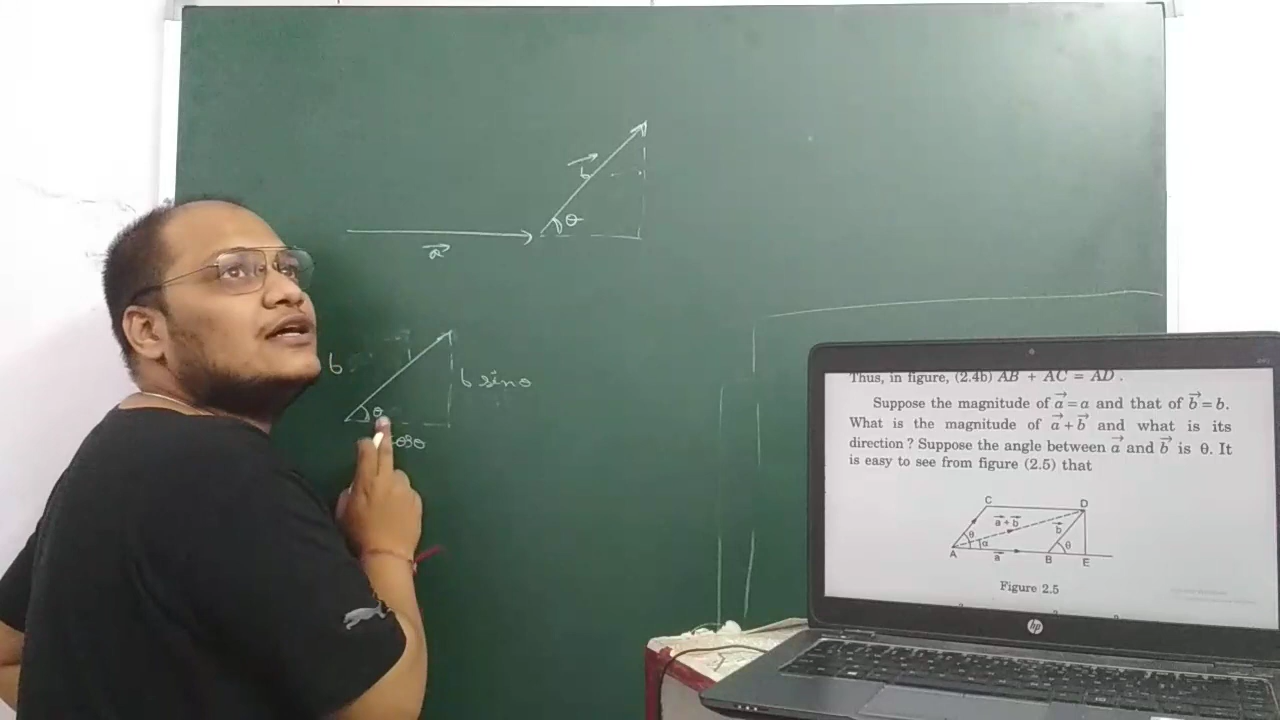 b⃗
θ
a⃗
b
b sinθ
θ
cosθ
Thus, in figure, (2.4b) AB + AC = AD .
Suppose the magnitude of a⃗ = a and that of b⃗ = b.
What is the magnitude of a⃗ + b⃗ and what is its
direction ? Suppose the angle between a⃗ and b⃗ is θ. It
is easy to see from figure (2.5) that
C
D
a⃗ + b⃗
b⃗
θ
α
θ
A
a⃗
B
E
Figure 2.5
hp